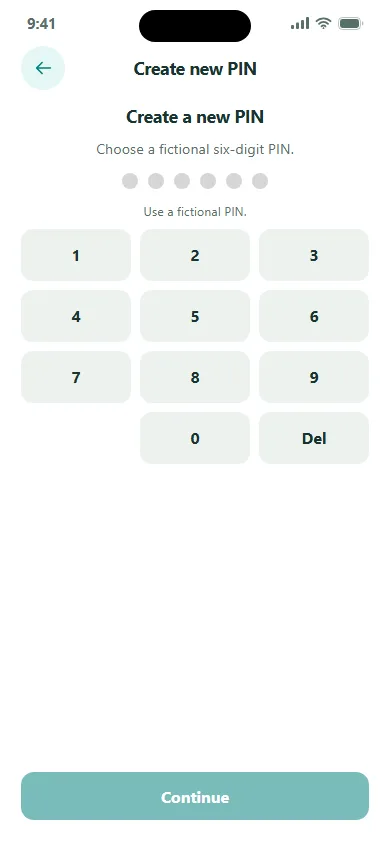 9:41
Create new PIN
Create a new PIN
Choose a fictional six-digit PIN.
Use a fictional PIN.
1 2 3
4 5 6
7 8 9
0 Del
Continue